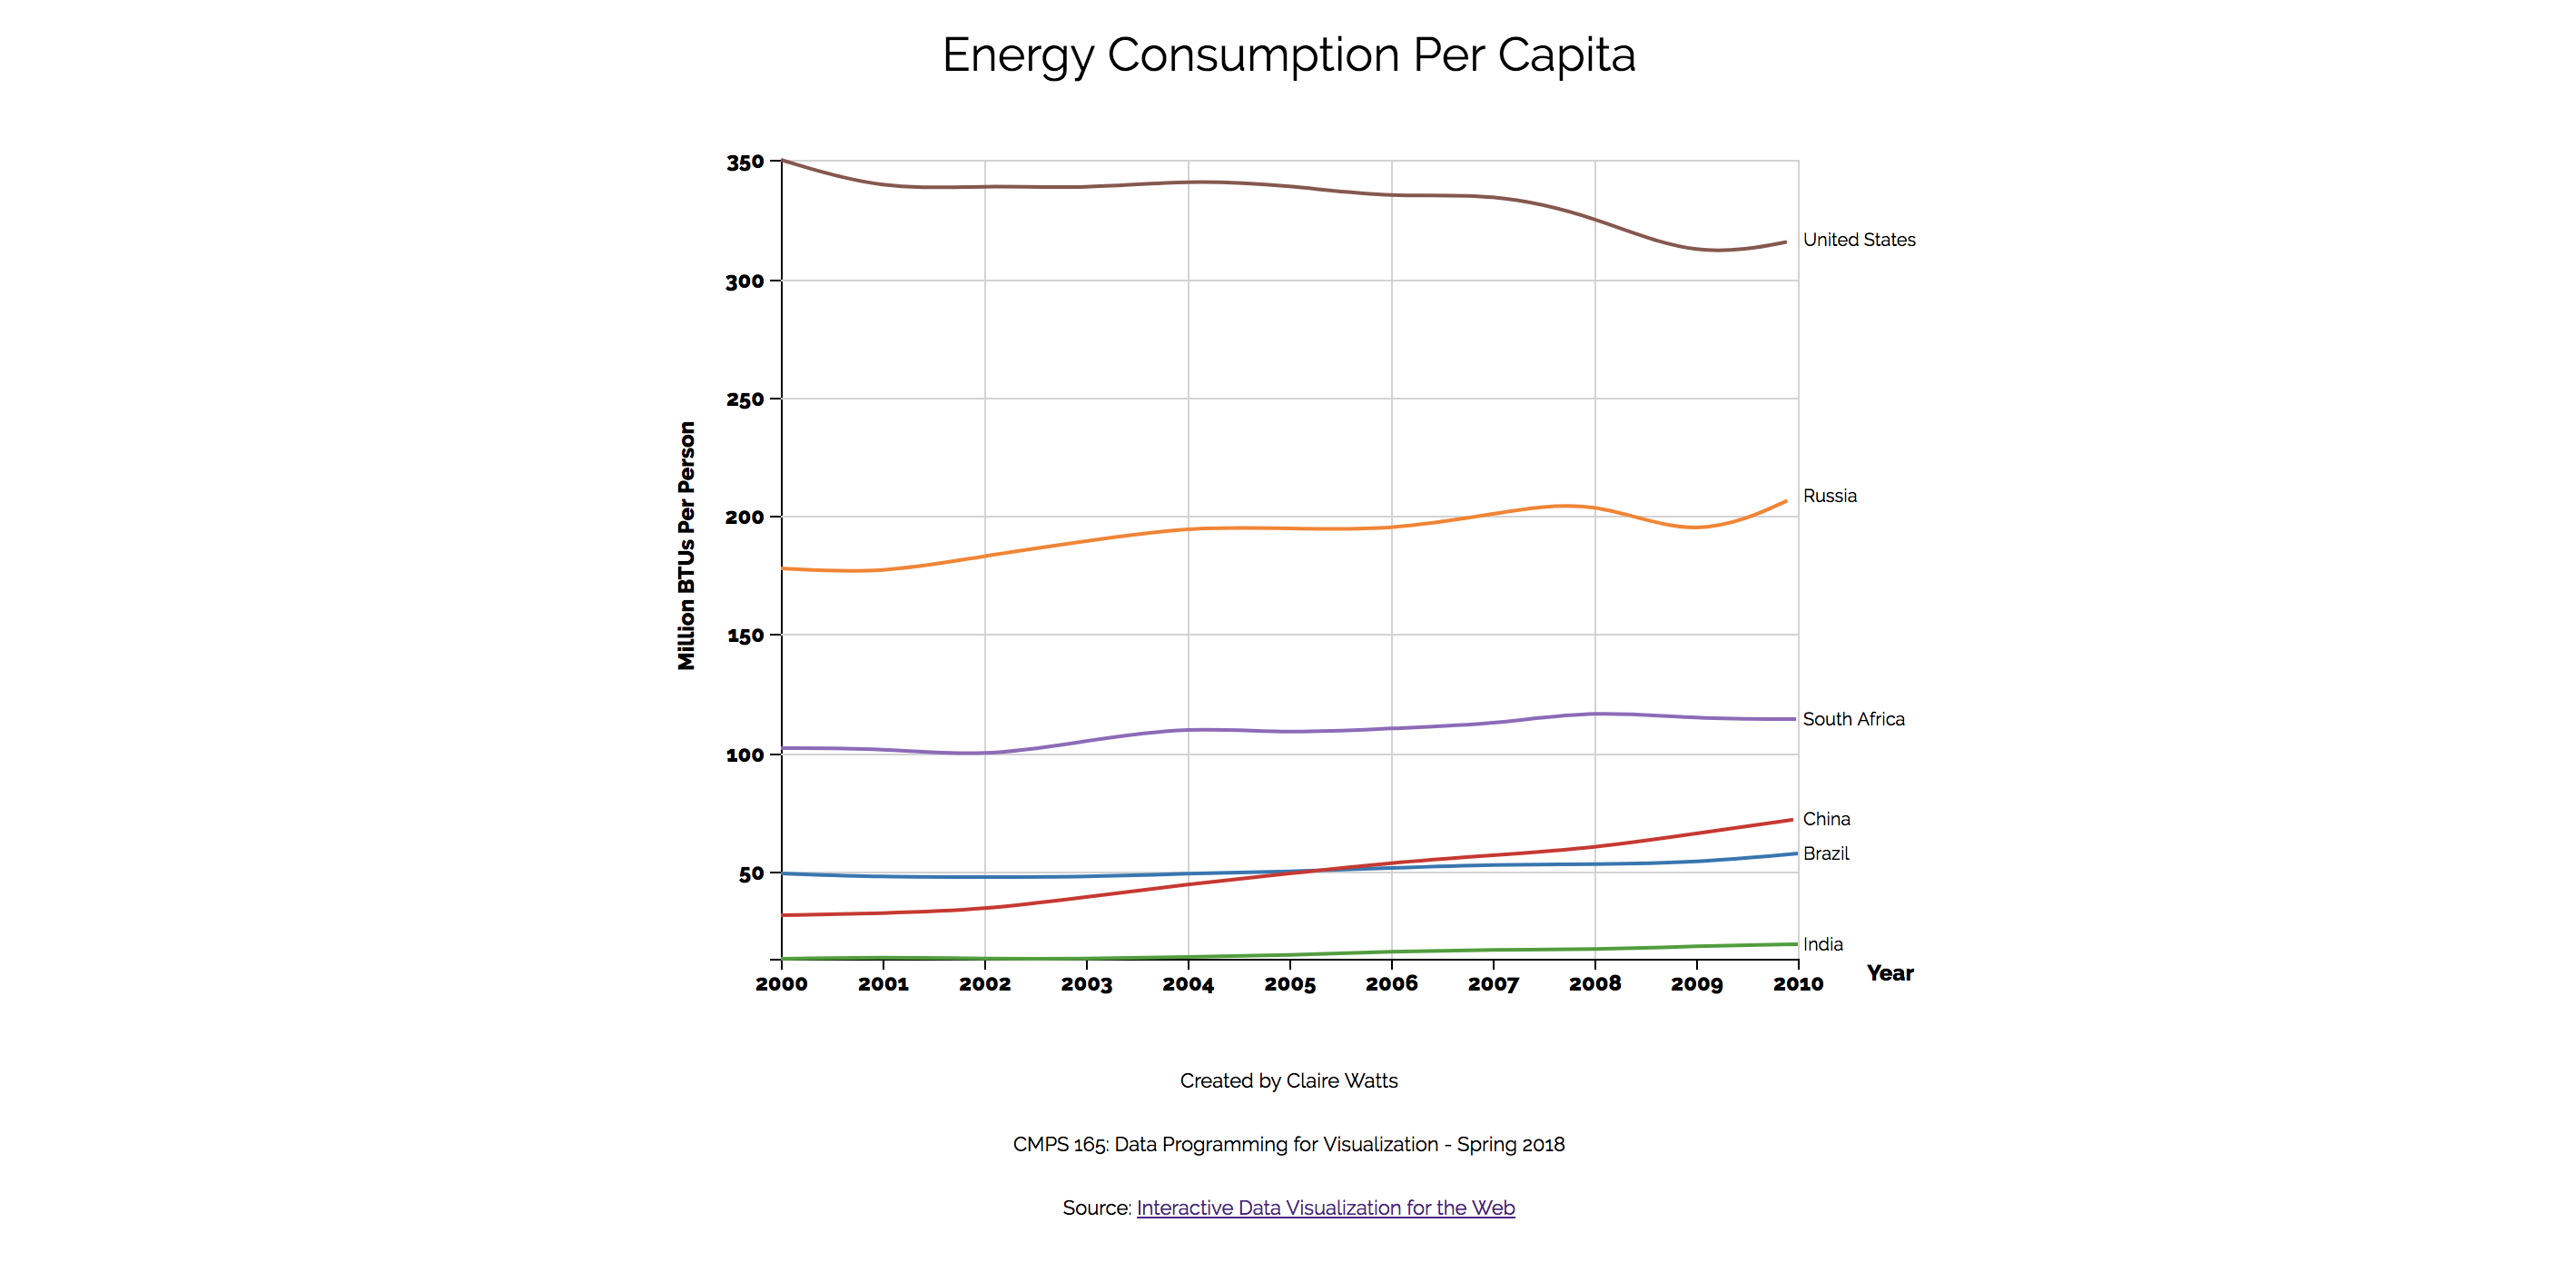 Energy Consumption Per Capita
350
300
250
200
150
100
50
Million BTUs Per Person
United States
Russia
South Africa
China
Brazil
India
2000 2001 2002 2003 2004 2005 2006 2007 2008 2009 2010
Year
Created by Claire Watts
CMPS 165: Data Programming for Visualization - Spring 2018
Source: Interactive Data Visualization for the Web